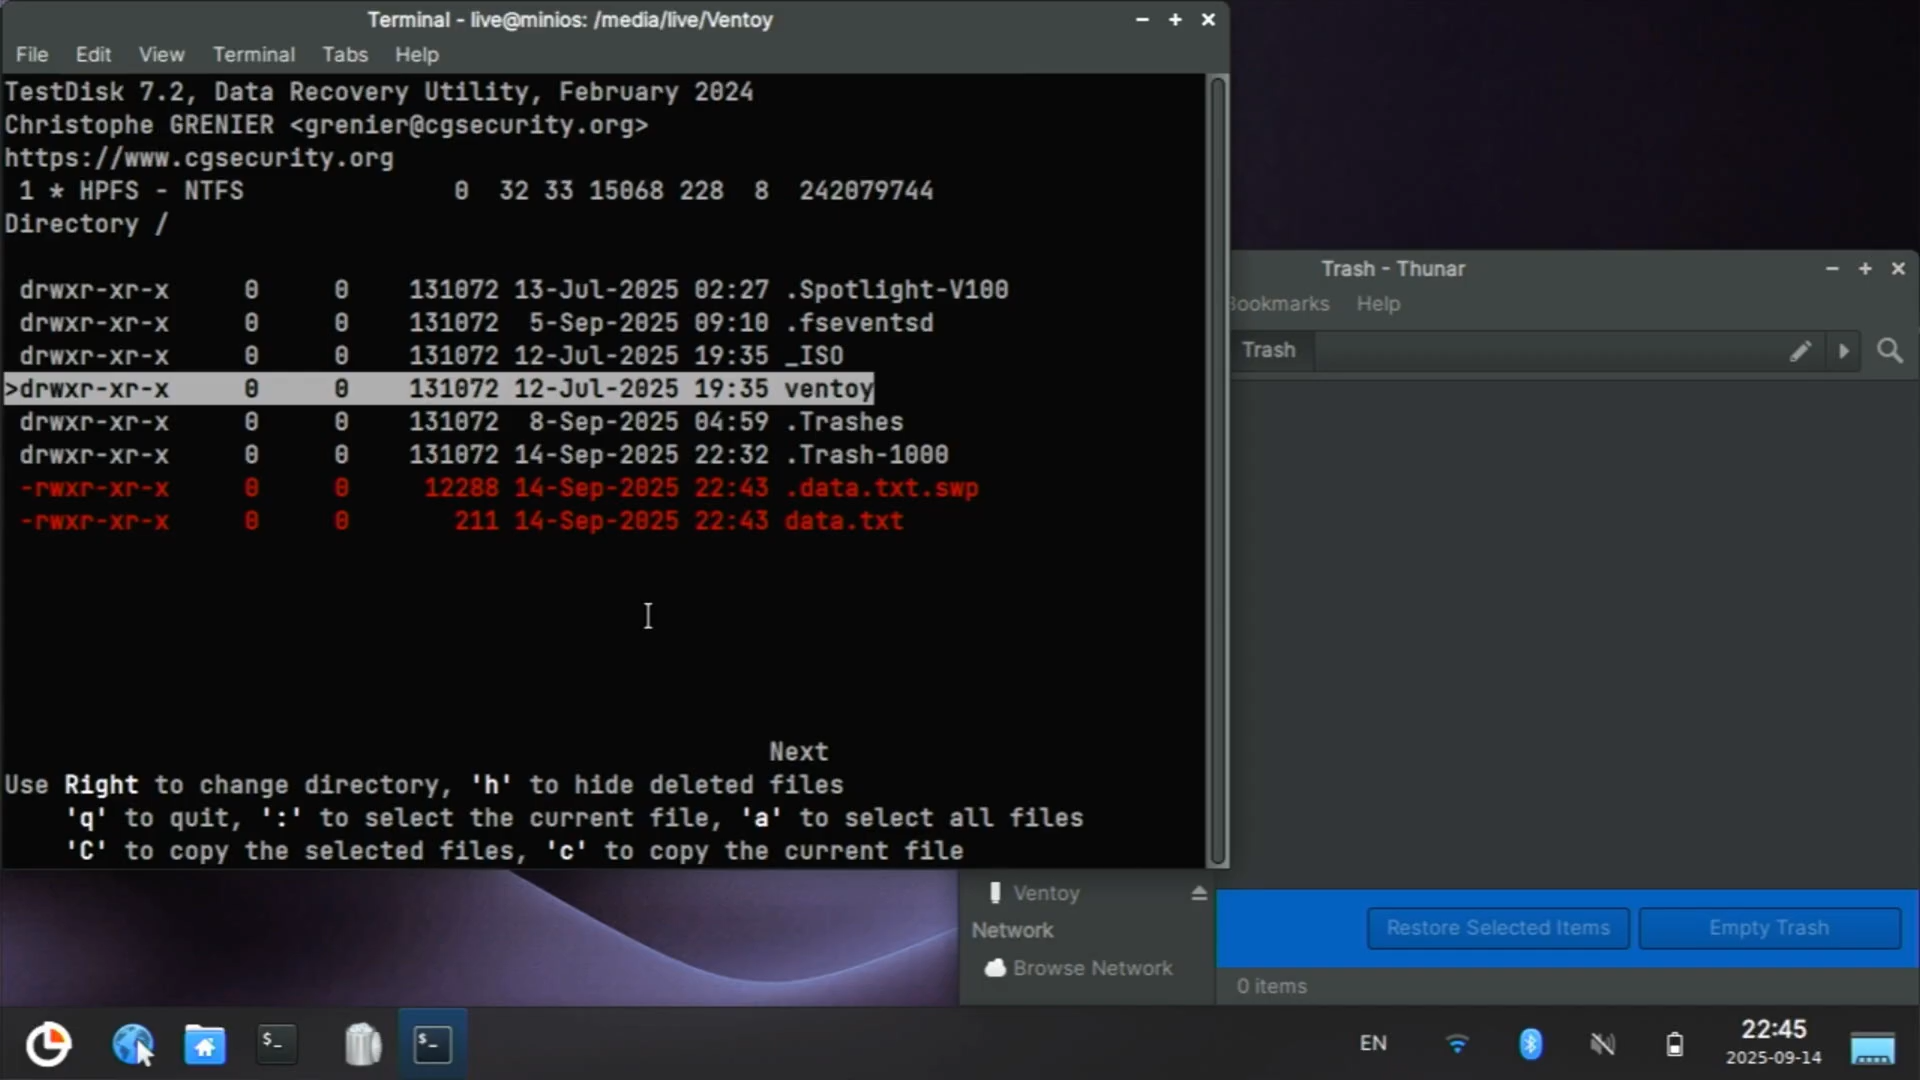 Terminal - live@minios: /media/live/Ventoy
File Edit View Terminal Tabs Help
TestDisk 7.2, Data Recovery Utility, February 2024
Christophe GRENIER <grenier@cgsecurity.org>
https://www.cgsecurity.org
1 * HPFS - NTFS 0 32 33 15068 228 8 242079744
Directory /
drwxr-xr-x 0 0 131072 13-Jul-2025 02:27 .Spotlight-V100
drwxr-xr-x 0 0 131072 5-Sep-2025 09:10 .fseventsd
drwxr-xr-x 0 0 131072 12-Jul-2025 19:35 _ISO
>drwxr-xr-x 0 0 131072 12-Jul-2025 19:35 ventoy
drwxr-xr-x 0 0 131072 8-Sep-2025 04:59 .Trashes
drwxr-xr-x 0 0 131072 14-Sep-2025 22:32 .Trash-1000
-rwxr-xr-x 0 0 12288 14-Sep-2025 22:43 .data.txt.swp
-rwxr-xr-x 0 0 211 14-Sep-2025 22:43 data.txt
Next
Use Right to change directory, 'h' to hide deleted files
'q' to quit, ':' to select the current file, 'a' to select all files
'C' to copy the selected files, 'c' to copy the current file
Trash - Thunar
Bookmarks Help
Trash
Ventoy
Network
Browse Network
Restore Selected Items Empty Trash
0 items
$_
$_
EN
22:45
2025-09-14